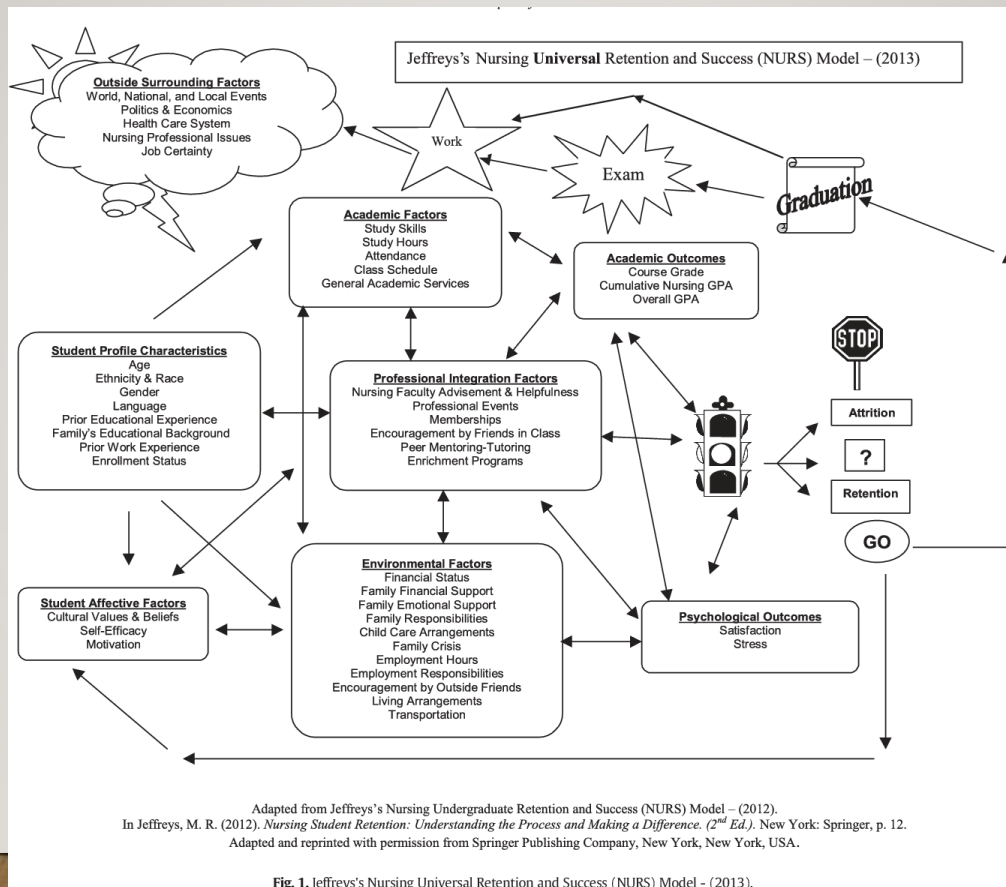 Jeffreys's Nursing Universal Retention and Success (NURS) Model – (2013)
Outside Surrounding Factors
World, National, and Local Events
Politics & Economics
Health Care System
Nursing Professional Issues
Job Certainty
Work
Exam
Graduation
Academic Factors
Study Skills
Study Hours
Attendance
Class Schedule
General Academic Services
Academic Outcomes
Course Grade
Cumulative Nursing GPA
Overall GPA
Student Profile Characteristics
Age
Ethnicity & Race
Gender
Language
Prior Educational Experience
Family's Educational Background
Prior Work Experience
Enrollment Status
Professional Integration Factors
Nursing Faculty Advisement & Helpfulness
Professional Events
Memberships
Encouragement by Friends in Class
Peer Mentoring-Tutoring
Enrichment Programs
STOP
Attrition
?
Retention
GO
Student Affective Factors
Cultural Values & Beliefs
Self-Efficacy
Motivation
Environmental Factors
Financial Status
Family Financial Support
Family Emotional Support
Family Responsibilities
Child Care Arrangements
Family Crisis
Employment Hours
Employment Responsibilities
Encouragement by Outside Friends
Living Arrangements
Transportation
Psychological Outcomes
Satisfaction
Stress
Adapted from Jeffreys's Nursing Undergraduate Retention and Success (NURS) Model – (2012).
In Jeffreys, M. R. (2012). Nursing Student Retention: Understanding the Process and Making a Difference. (2nd Ed.). New York: Springer, p. 12.
Adapted and reprinted with permission from Springer Publishing Company, New York, New York, USA.
Fig. 1. Jeffreys's Nursing Universal Retention and Success (NURS) Model - (2013).